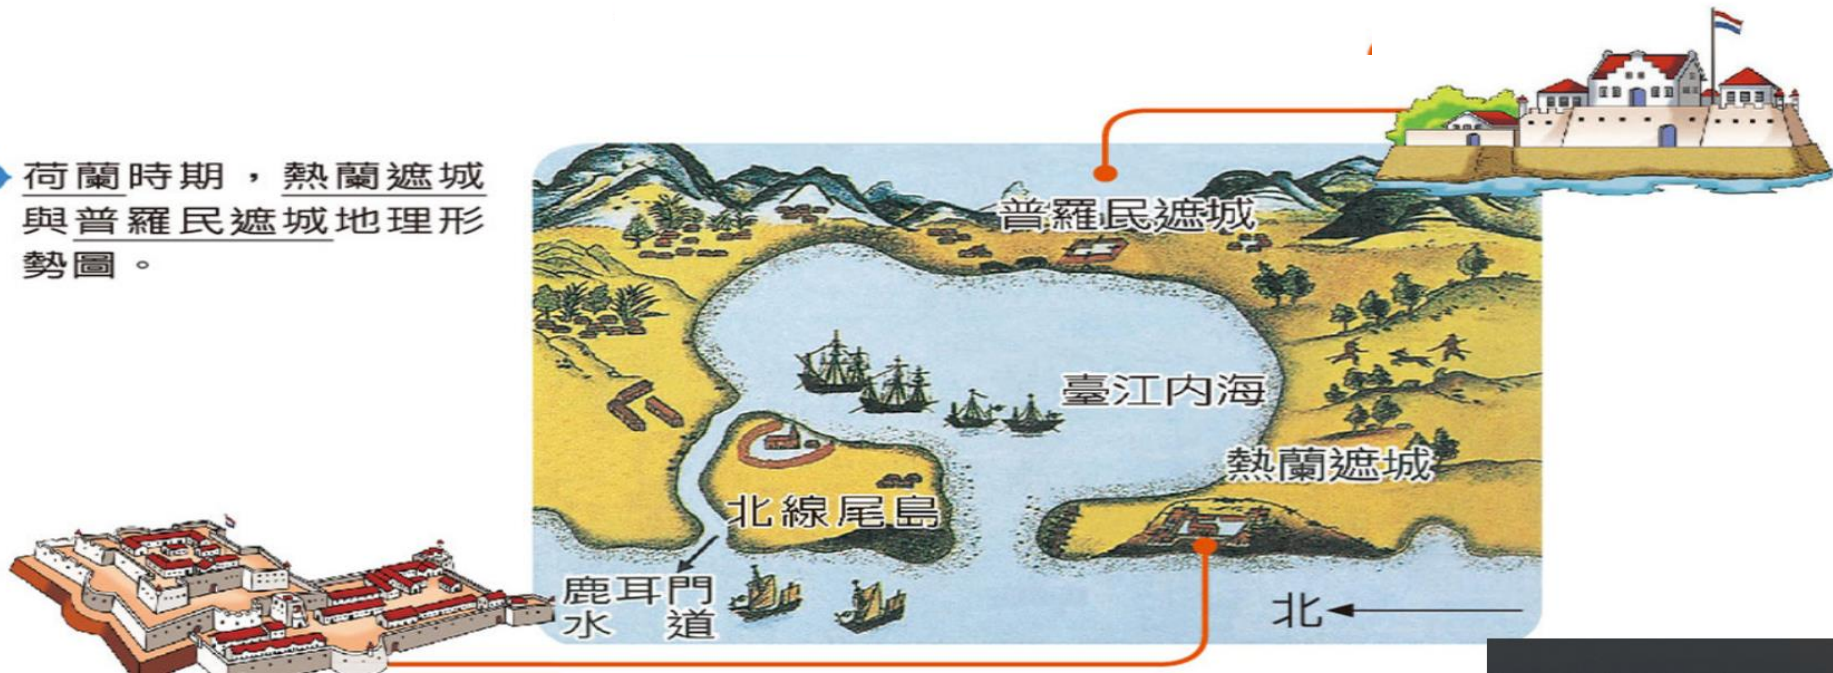 荷蘭時期，熱蘭遮城
與普羅民遮城地理形
勢圖。
普羅民遮城
臺江內海
熱蘭遮城
北線尾島
鹿耳門
水道
北